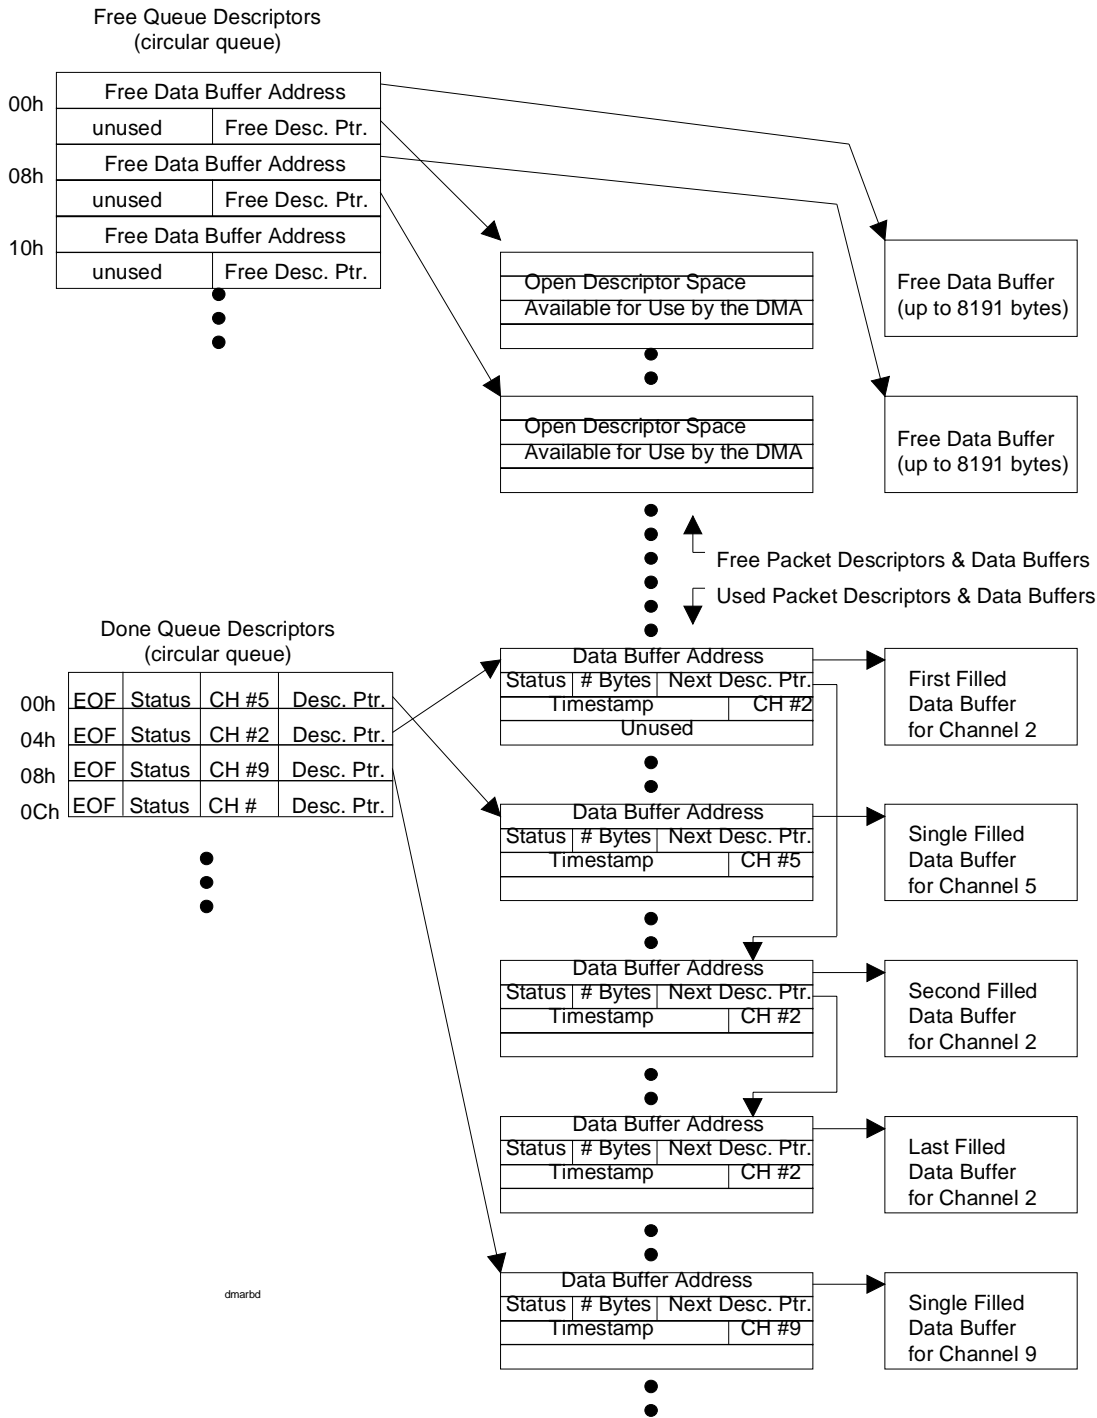 Free Queue Descriptors
(circular queue)
00h
Free Data Buffer Address
unused
Free Desc. Ptr.
08h
Free Data Buffer Address
unused
Free Desc. Ptr.
10h
Free Data Buffer Address
unused
Free Desc. Ptr.
Open Descriptor Space
Available for Use by the DMA
Free Data Buffer
(up to 8191 bytes)
Open Descriptor Space
Available for Use by the DMA
Free Data Buffer
(up to 8191 bytes)
Free Packet Descriptors & Data Buffers
Used Packet Descriptors & Data Buffers
Done Queue Descriptors
(circular queue)
00h EOF Status CH #5 Desc. Ptr.
04h EOF Status CH #2 Desc. Ptr.
08h EOF Status CH #9 Desc. Ptr.
0Ch EOF Status CH # Desc. Ptr.
Data Buffer Address
Status # Bytes Next Desc. Ptr.
Timestamp CH #2
Unused
First Filled
Data Buffer
for Channel 2
Data Buffer Address
Status # Bytes Next Desc. Ptr.
Timestamp CH #5
Single Filled
Data Buffer
for Channel 5
Data Buffer Address
Status # Bytes Next Desc. Ptr.
Timestamp CH #2
Second Filled
Data Buffer
for Channel 2
Data Buffer Address
Status # Bytes Next Desc. Ptr.
Timestamp CH #2
Last Filled
Data Buffer
for Channel 2
Data Buffer Address
Status # Bytes Next Desc. Ptr.
Timestamp CH #9
Single Filled
Data Buffer
for Channel 9
dmarbd